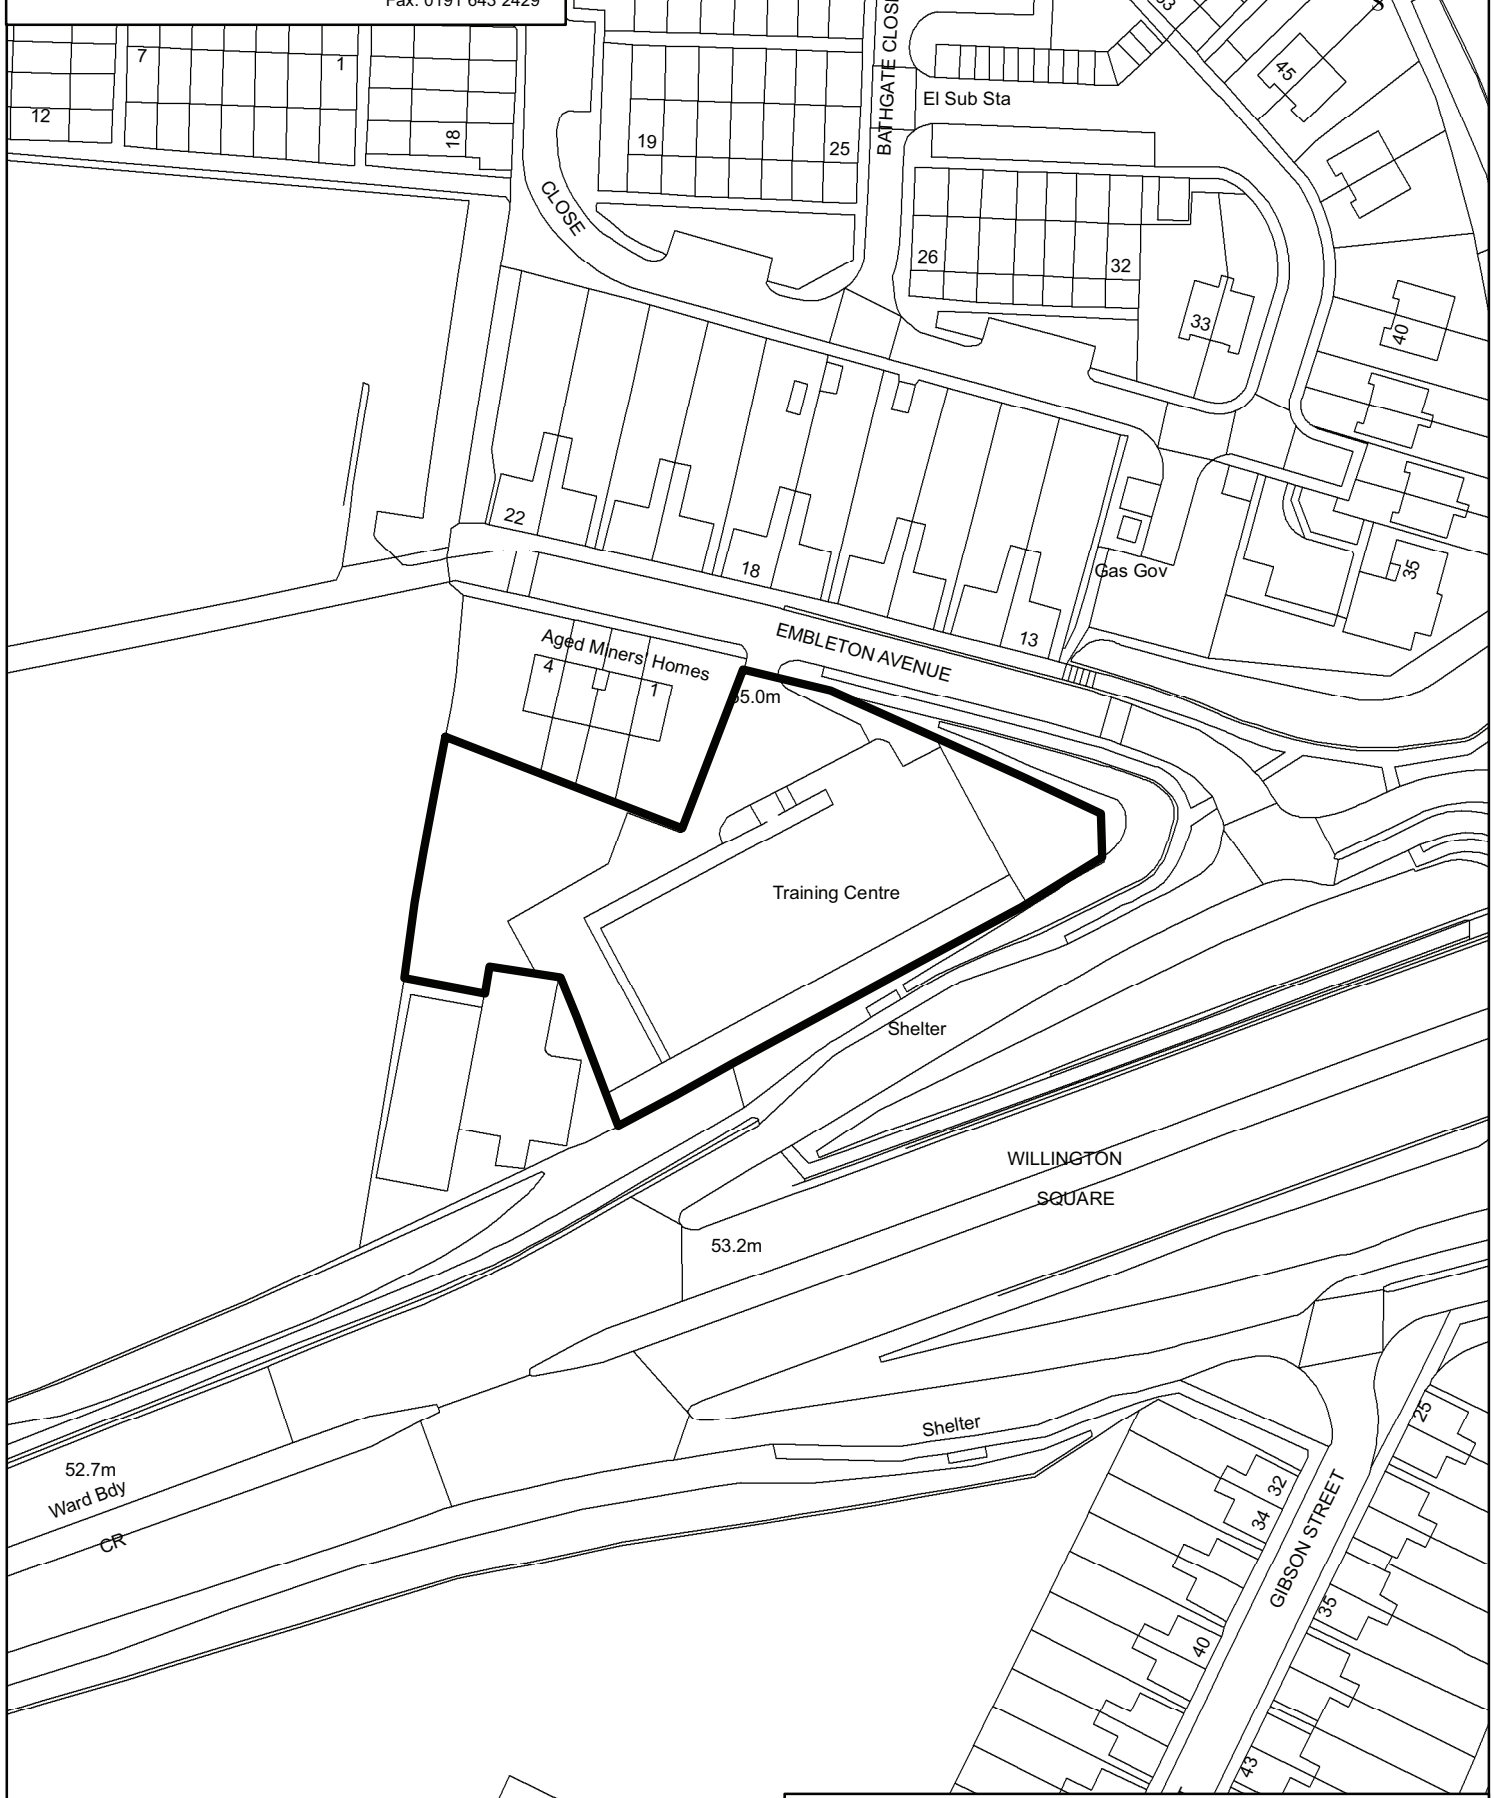 Fax: 0191 643 2429
BATHGATE CLOSE
7
1
12
18
19
25
El Sub Sta
45
CLOSE
26
32
33
40
22
18
13
Gas Gov
35
EMBLETON AVENUE
Aged Miners' Homes
4
1
55.0m
Training Centre
Shelter
WILLINGTON
SQUARE
53.2m
Shelter
52.7m
Ward Bdy
CR
25
32
34
GIBSON STREET
35
40
43